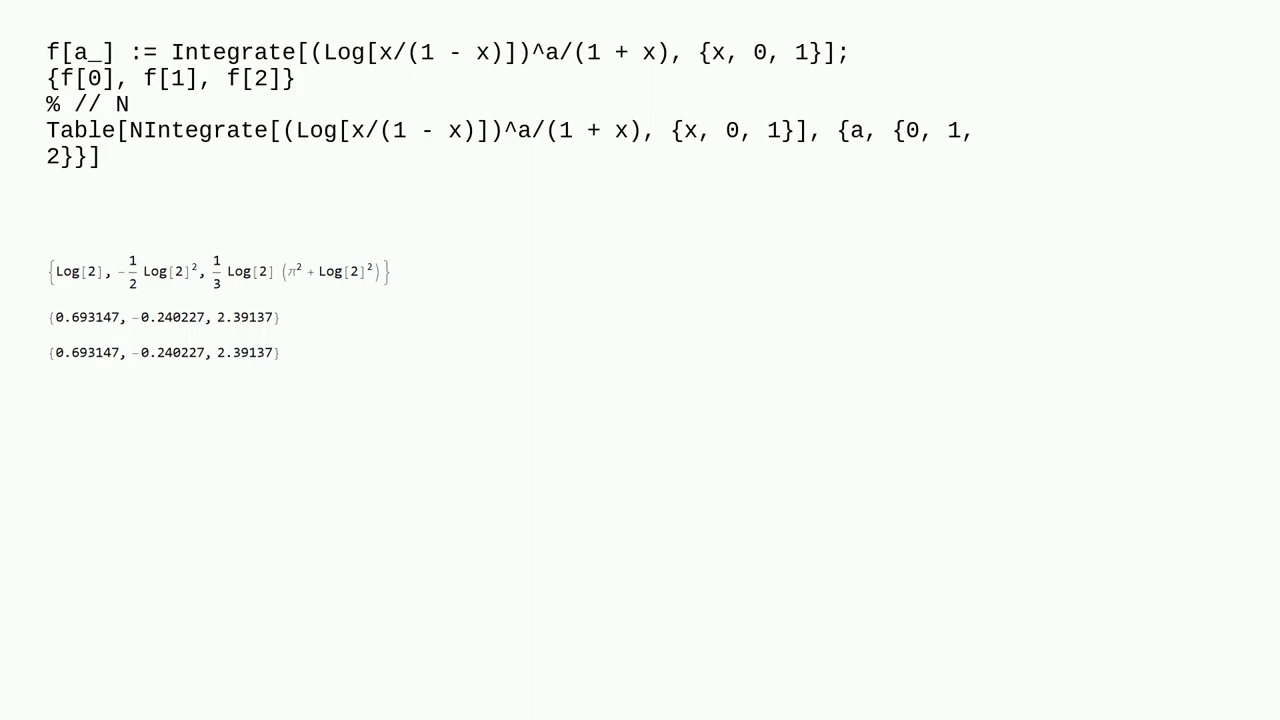 f[a_] := Integrate[(Log[x/(1 - x)])^a/(1 + x), {x, 0, 1}];
{f[0], f[1], f[2]}
% // N
Table[NIntegrate[(Log[x/(1 - x)])^a/(1 + x), {x, 0, 1}], {a, {0, 1,
2}}]
{Log[2], -1/2 Log[2]², 1/3 Log[2] (π² + Log[2]²)}
{0.693147, -0.240227, 2.39137}
{0.693147, -0.240227, 2.39137}